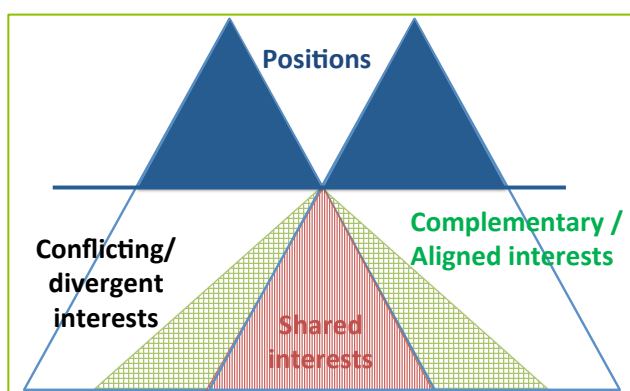 Positions
Conflicting/
divergent
interests
Complementary /
Aligned interests
Shared
interests